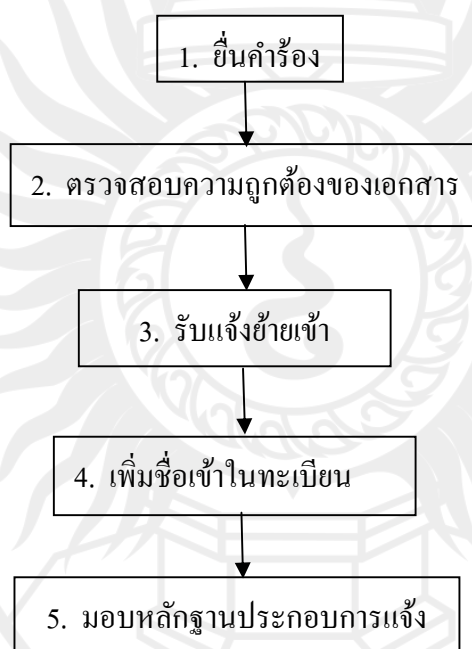 1. ยื่นคำร้อง
2. ตรวจสอบความถูกต้องของเอกสาร
3. รับแจ้งย้ายเข้า
4. เพิ่มชื่อเข้าในทะเบียน
5. มอบหลักฐานประกอบการแจ้ง